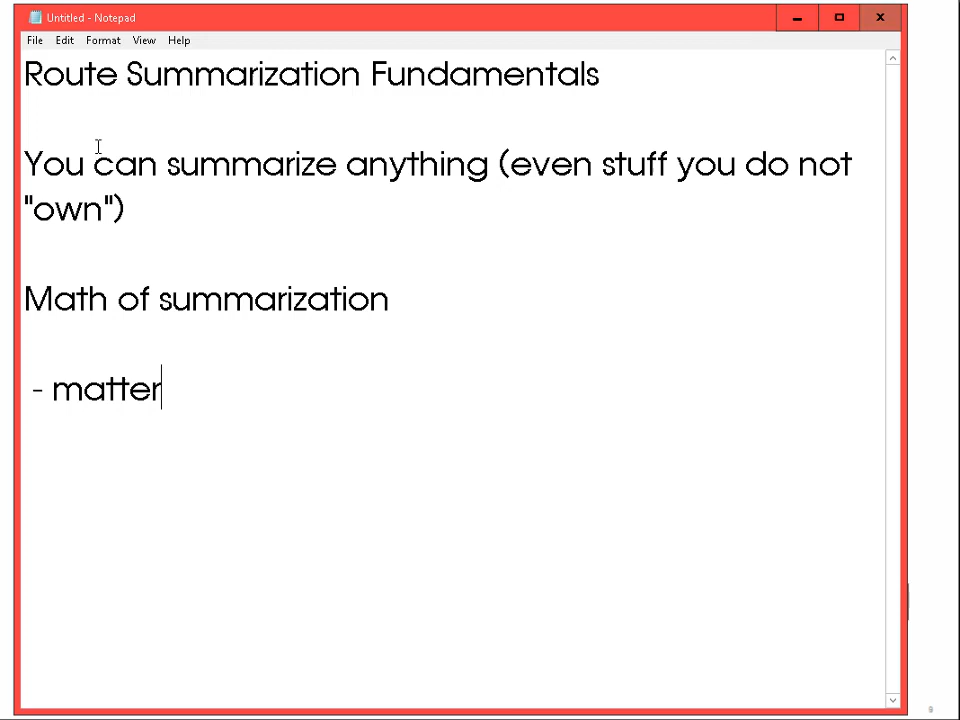 Untitled - Notepad
File Edit Format View Help
Route Summarization Fundamentals
You can summarize anything (even stuff you do not
"own")
Math of summarization
- matter